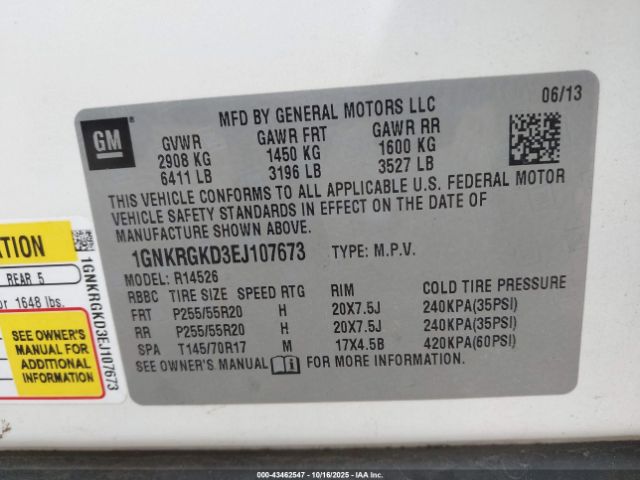 06/13
MFD BY GENERAL MOTORS LLC
GM
GVWR GAWR FRT GAWR RR
2908 KG 1450 KG 1600 KG
6411 LB 3196 LB 3527 LB
THIS VEHICLE CONFORMS TO ALL APPLICABLE U.S. FEDERAL MOTOR
VEHICLE SAFETY STANDARDS IN EFFECT ON THE DATE OF
MANUFACTURE SHOWN ABOVE.
1GNKRGKD3EJ107673 TYPE: M.P.V.
MODEL: R14526
RBBC TIRE SIZE SPEED RTG RIM COLD TIRE PRESSURE
FRT P255/55R20 H 20X7.5J 240KPA(35PSI)
RR P255/55R20 H 20X7.5J 240KPA(35PSI)
SPA T145/70R17 M 17X4.5B 420KPA(60PSI)
SEE OWNER'S MANUAL FOR MORE INFORMATION.
ATION
REAR 5
or 1648 lbs.
SEE OWNER'S
MANUAL FOR
ADDITIONAL
INFORMATION
1GNKRGKD3EJ107673
000-43462547 - 10/16/2025 - IAAI.COM